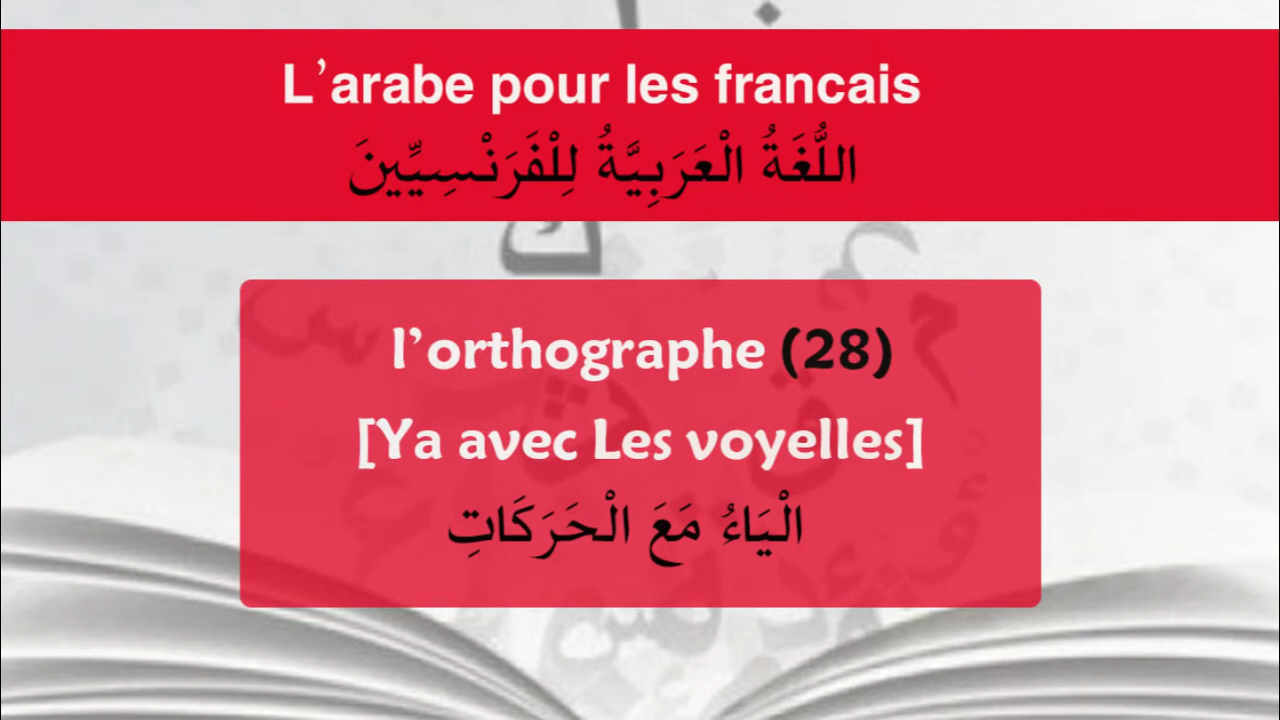 L’arabe pour les francais
اللُّغَةُ الْعَرَبِيَّةُ لِلْفَرَنْسِيِّينَ
l’orthographe (28)
[Ya avec Les voyelles]
الْيَاءُ مَعَ الْحَرَكَاتِ